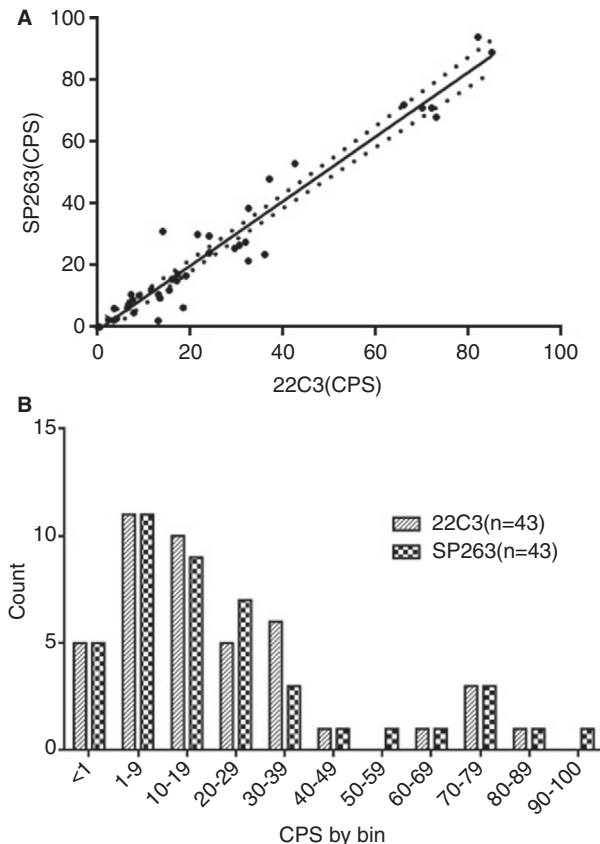 A
100
80
60
40
20
0
SP263(CPS)
0 20 40 60 80 100
22C3(CPS)
B
15
10
5
0
Count
22C3(n=43)
SP263(n=43)
<1 1-9 10-19 20-29 30-39 40-49 50-59 60-69 70-79 80-89 90-100
CPS by bin